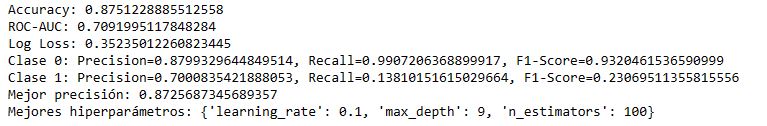 Accuracy: 0.8751228885512558
ROC-AUC: 0.7091995117848284
Log Loss: 0.35235012260823445
Clase 0: Precision=0.8799329644849514, Recall=0.9907206368899917, F1-Score=0.9320461536590999
Clase 1: Precision=0.7000835421888053, Recall=0.13810151615029664, F1-Score=0.23069511355815556
Mejor precisión: 0.8725687345689357
Mejores hiperparámetros: {'learning_rate': 0.1, 'max_depth': 9, 'n_estimators': 100}